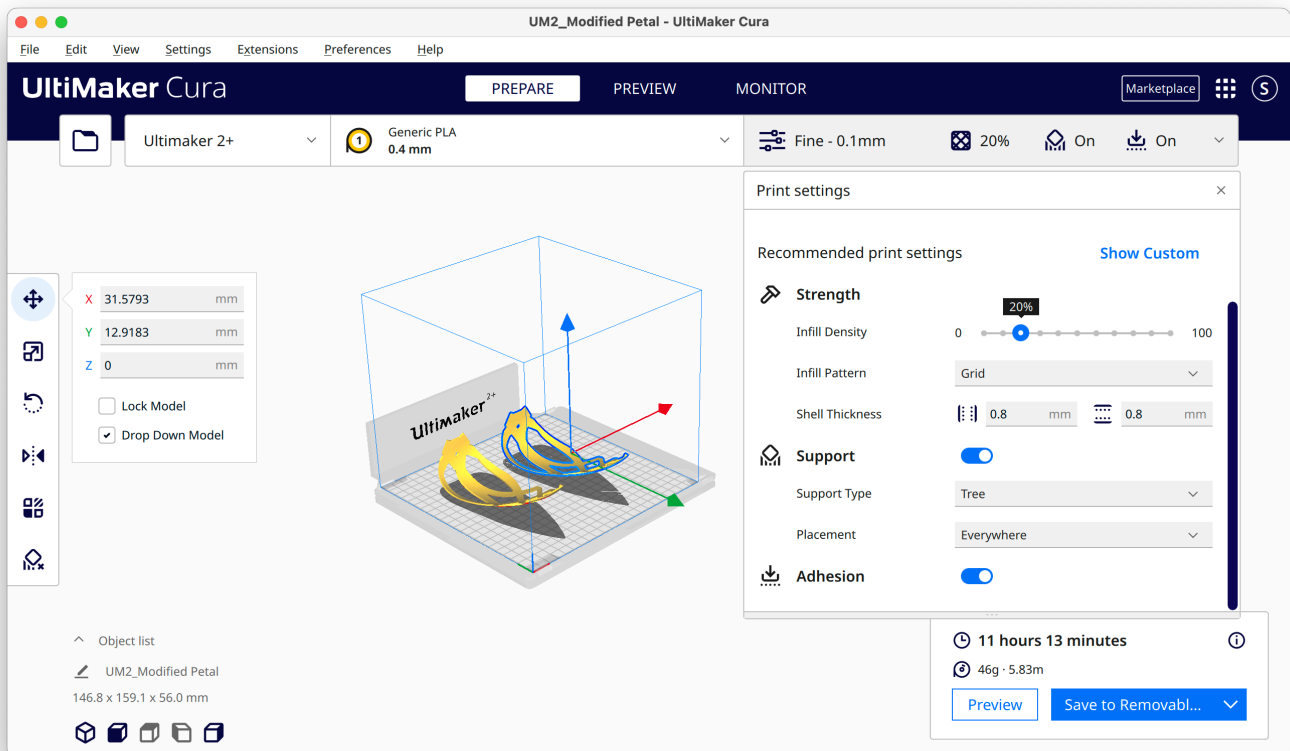 UM2_Modified Petal - UltiMaker Cura
File Edit View Settings Extensions Preferences Help
UltiMaker Cura
PREPARE PREVIEW MONITOR
Marketplace
S
Ultimaker 2+
1
Generic PLA
0.4 mm
Fine - 0.1mm
20%
On
On
Print settings
Recommended print settings
Show Custom
Strength
20%
Infill Density 0 100
Infill Pattern Grid
Shell Thickness 0.8 mm 0.8 mm
Support
Support Type Tree
Placement Everywhere
Adhesion
X 31.5793 mm
Y 12.9183 mm
Z 0 mm
Lock Model
Drop Down Model
Ultimaker 2+
Object list
UM2_Modified Petal
146.8 x 159.1 x 56.0 mm
11 hours 13 minutes
46g · 5.83m
Preview
Save to Removabl...